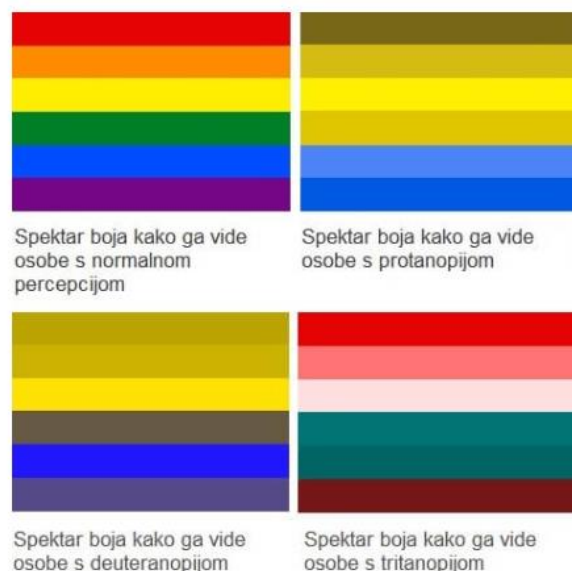 Spektar boja kako ga vide
osobe s normalnom
percepcijom
Spektar boja kako ga vide
osobe s protanopijom
Spektar boja kako ga vide
osobe s deuteranopijom
Spektar boja kako ga vide
osobe s tritanopijom